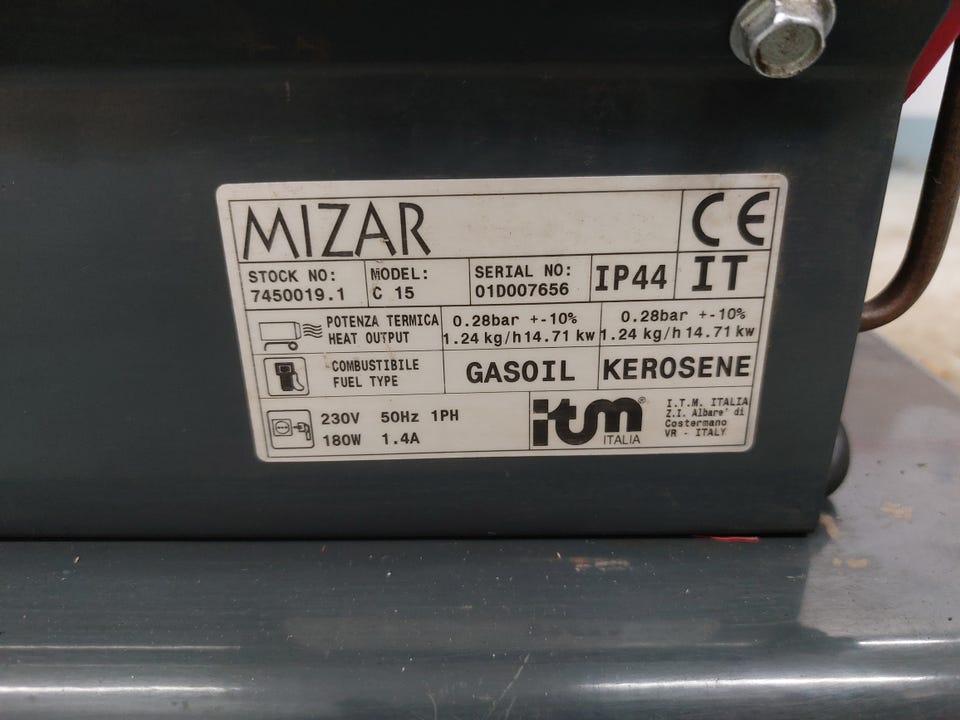 MIZAR
CE
STOCK NO:
7450019.1
MODEL:
C 15
SERIAL NO:
01D007656
IP44
IT
POTENZA TERMICA
HEAT OUTPUT
0.28bar +-10%
1.24 kg/h 14.71 kw
0.28bar +-10%
1.24 kg/h 14.71 kw
COMBUSTIBILE
FUEL TYPE
GASOIL
KEROSENE
230V 50Hz 1PH
180W 1.4A
itm®
ITALIA
I.T.M. ITALIA
Z.I. Albare' di
Costermano
VR - ITALY